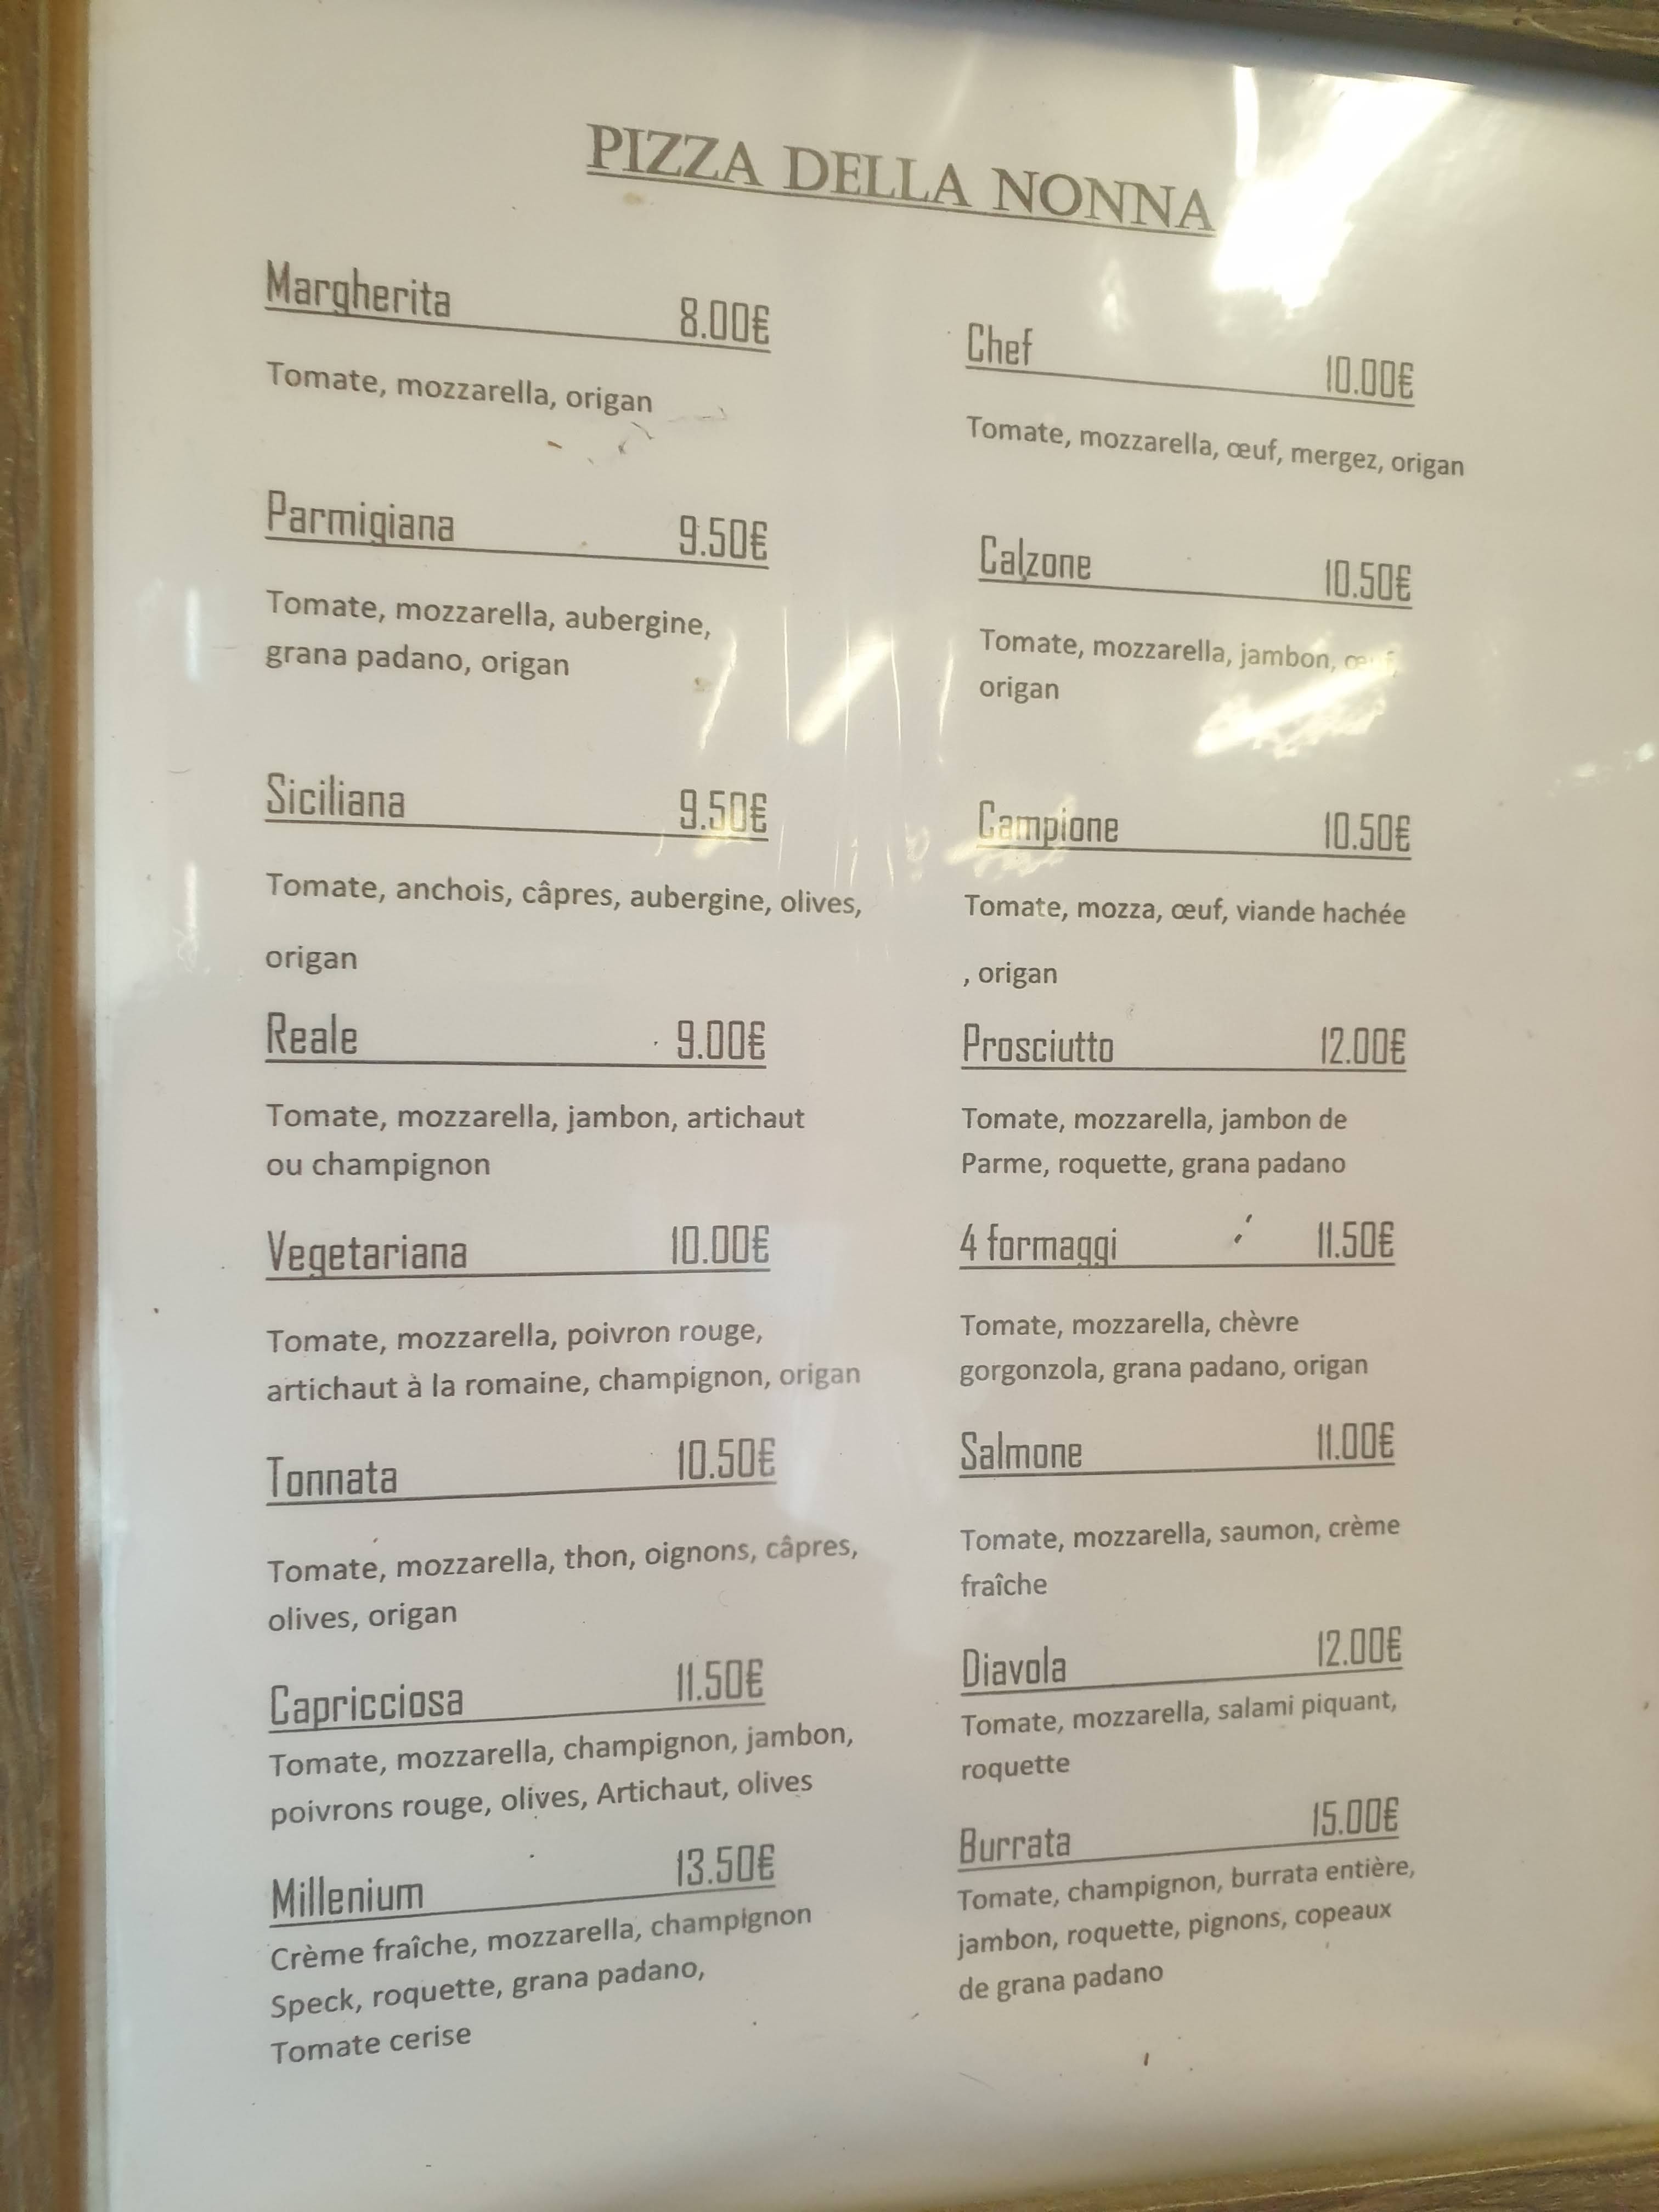 PIZZA DELLA NONNA
Margherita 8.00€
Tomate, mozzarella, origan
Parmigiana 9.50€
Tomate, mozzarella, aubergine,
grana padano, origan
Siciliana 9.50€
Tomate, anchois, câpres, aubergine, olives,
origan
Reale 9.00€
Tomate, mozzarella, jambon, artichaut
ou champignon
Vegetariana 10.00€
Tomate, mozzarella, poivron rouge,
artichaut à la romaine, champignon, origan
Tonnata 10.50€
Tomate, mozzarella, thon, oignons, câpres,
olives, origan
Capricciosa 11.50€
Tomate, mozzarella, champignon, jambon,
poivrons rouge, olives, Artichaut, olives
Millenium 13.50€
Crème fraîche, mozzarella, champignon
Speck, roquette, grana padano,
Tomate cerise
Chef 10.00€
Tomate, mozzarella, œuf, mergez, origan
Calzone 10.50€
Tomate, mozzarella, jambon, œuf,
origan
Campione 10.50€
Tomate, mozza, œuf, viande hachée
, origan
Prosciutto 12.00€
Tomate, mozzarella, jambon de
Parme, roquette, grana padano
4 formaggi 11.50€
Tomate, mozzarella, chèvre
gorgonzola, grana padano, origan
Salmone 11.00€
Tomate, mozzarella, saumon, crème
fraîche
Diavola 12.00€
Tomate, mozzarella, salami piquant,
roquette
Burrata 15.00€
Tomate, champignon, burrata entière,
jambon, roquette, pignons, copeaux
de grana padano